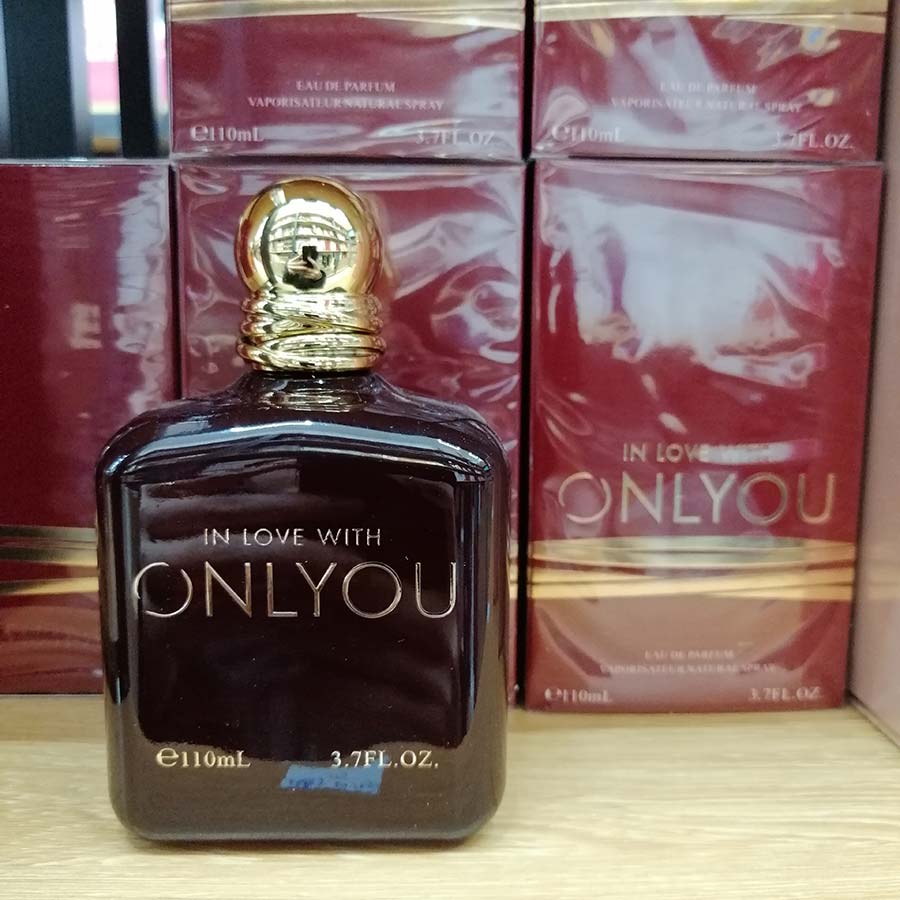 EAU DE PARFUM
VAPORISATEUR NATURAL SPRAY
℮110mL 3.7FL.OZ.
EAU DE PARFUM
VAPORISATEUR NATURAL SPRAY
℮110mL 3.7FL.OZ.
E
IN LOVE WITH
ONLYOU
℮110mL 3.7FL.OZ.
IN LOVE WITH
ONLYOU
EAU DE PARFUM
VAPORISATEUR NATURAL SPRAY
℮110mL 3.7FL.OZ.